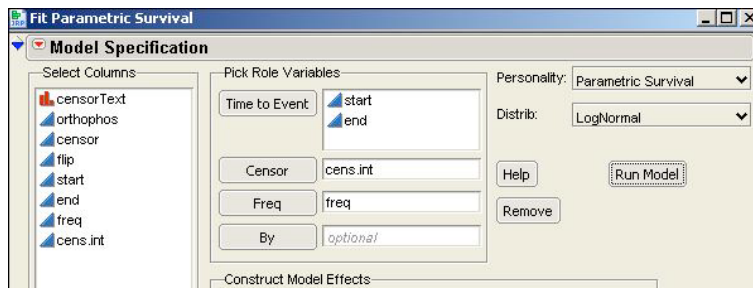 Fit Parametric Survival
Model Specification
Select Columns
censorText
orthophos
censor
flip
start
end
freq
cens.int
Pick Role Variables
Time to Event
start
end
Censor
cens.int
Freq
freq
By
optional
Construct Model Effects
Personality:
Parametric Survival
Distrib:
LogNormal
Help
Run Model
Remove